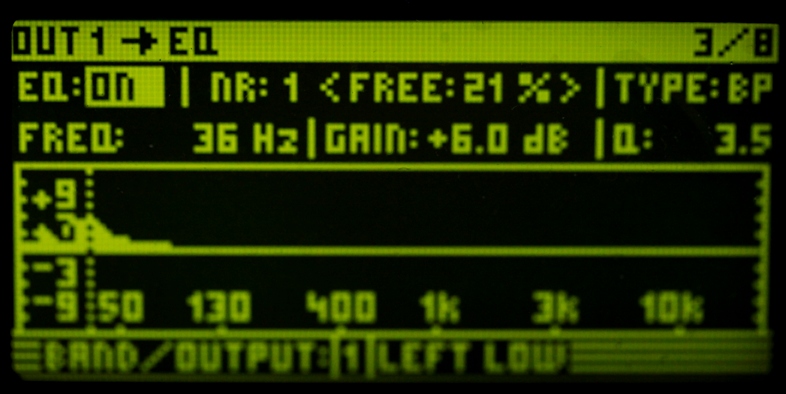 OUT 1 → EQ 3/8
EQ: ON | NR: 1 <FREE: 21 %> | TYPE: BP
FREQ: 36 Hz | GAIN: +6.0 dB | Q: 3.5
+9
-3
-9 50 130 400 1k 3k 10k
BAND/OUTPUT:[1] LEFT LOW